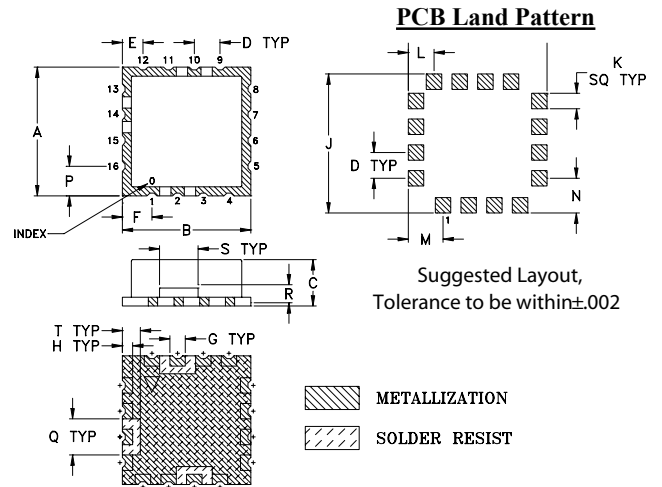 PCB Land Pattern
E
D TYP
12 11 10 9
13
14
15
16
8
7
6
5
A
P
0
1 2 3 4
F
INDEX
B
L
K
SQ TYP
J
D TYP
N
1
M
S TYP
C
R
Suggested Layout,
Tolerance to be within±.002
T TYP
H TYP
G TYP
Q TYP
METALLIZATION
SOLDER RESIST